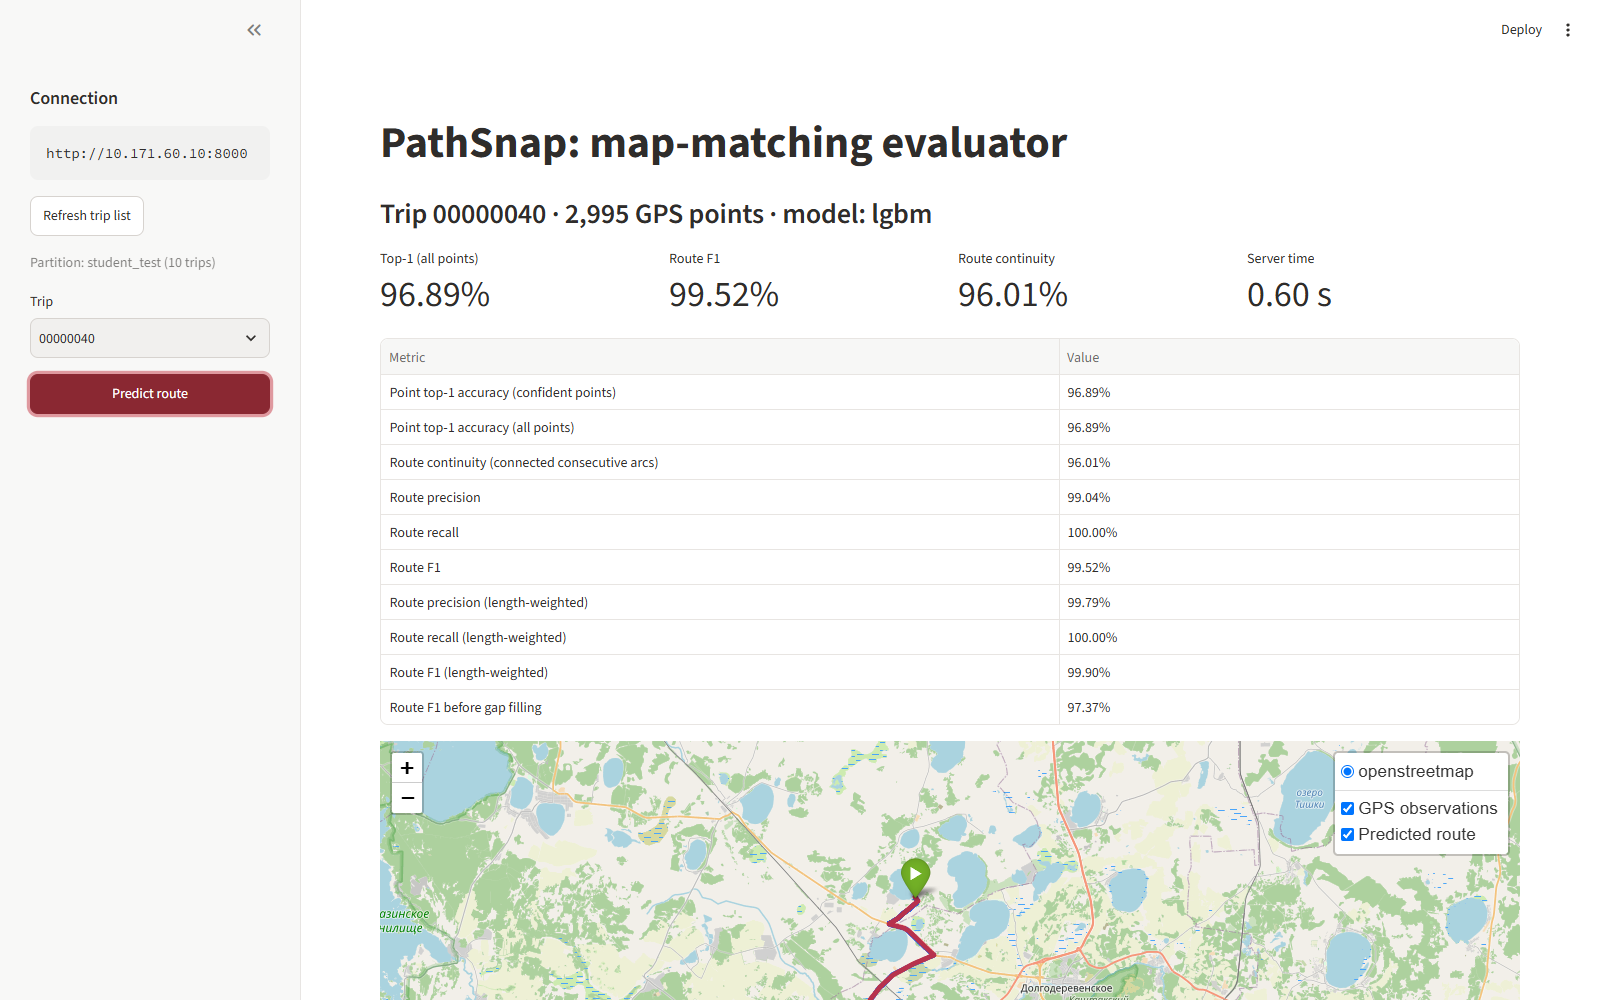 Deploy
Connection
http://10.171.60.10:8000
Refresh trip list
Partition: student_test (10 trips)
Trip
00000040
Predict route
PathSnap: map-matching evaluator
Trip 00000040 · 2,995 GPS points · model: lgbm
Top-1 (all points) Route F1 Route continuity Server time
96.89% 99.52% 96.01% 0.60 s
Metric Value
Point top-1 accuracy (confident points) 96.89%
Point top-1 accuracy (all points) 96.89%
Route continuity (connected consecutive arcs) 96.01%
Route precision 99.04%
Route recall 100.00%
Route F1 99.52%
Route precision (length-weighted) 99.79%
Route recall (length-weighted) 100.00%
Route F1 (length-weighted) 99.90%
Route F1 before gap filling 97.37%
+
−
openstreetmap
GPS observations
Predicted route
озеро
Тишки
азинское
нилище
Долгодеревенское